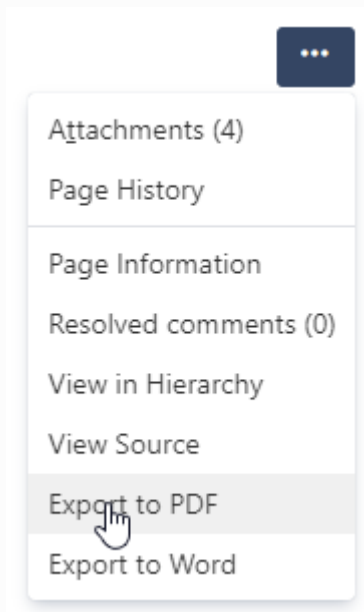 Attachments (4)
Page History
Page Information
Resolved comments (0)
View in Hierarchy
View Source
Export to PDF
Export to Word